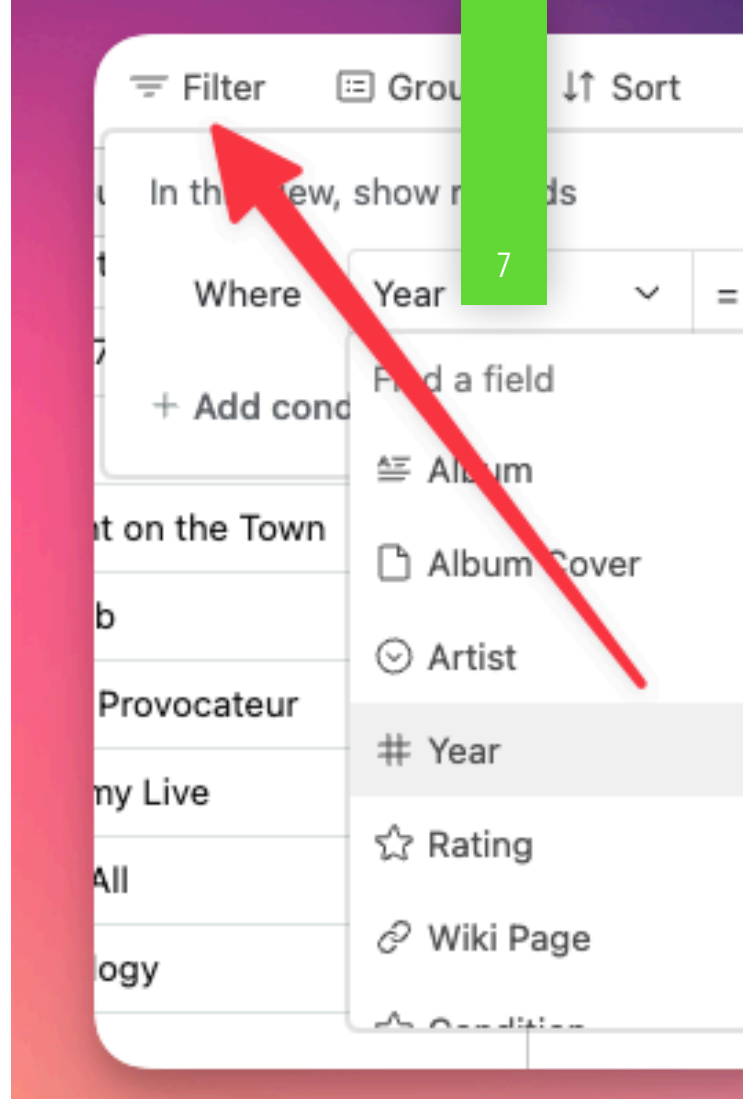 Filter Grou Sort
In th ew, show r ds
7
Where Year =
7
Find a field
+ Add cond
Album
nt on the Town
Album Cover
b
Artist
Provocateur
Year
my Live
Rating
All
Wiki Page
logy